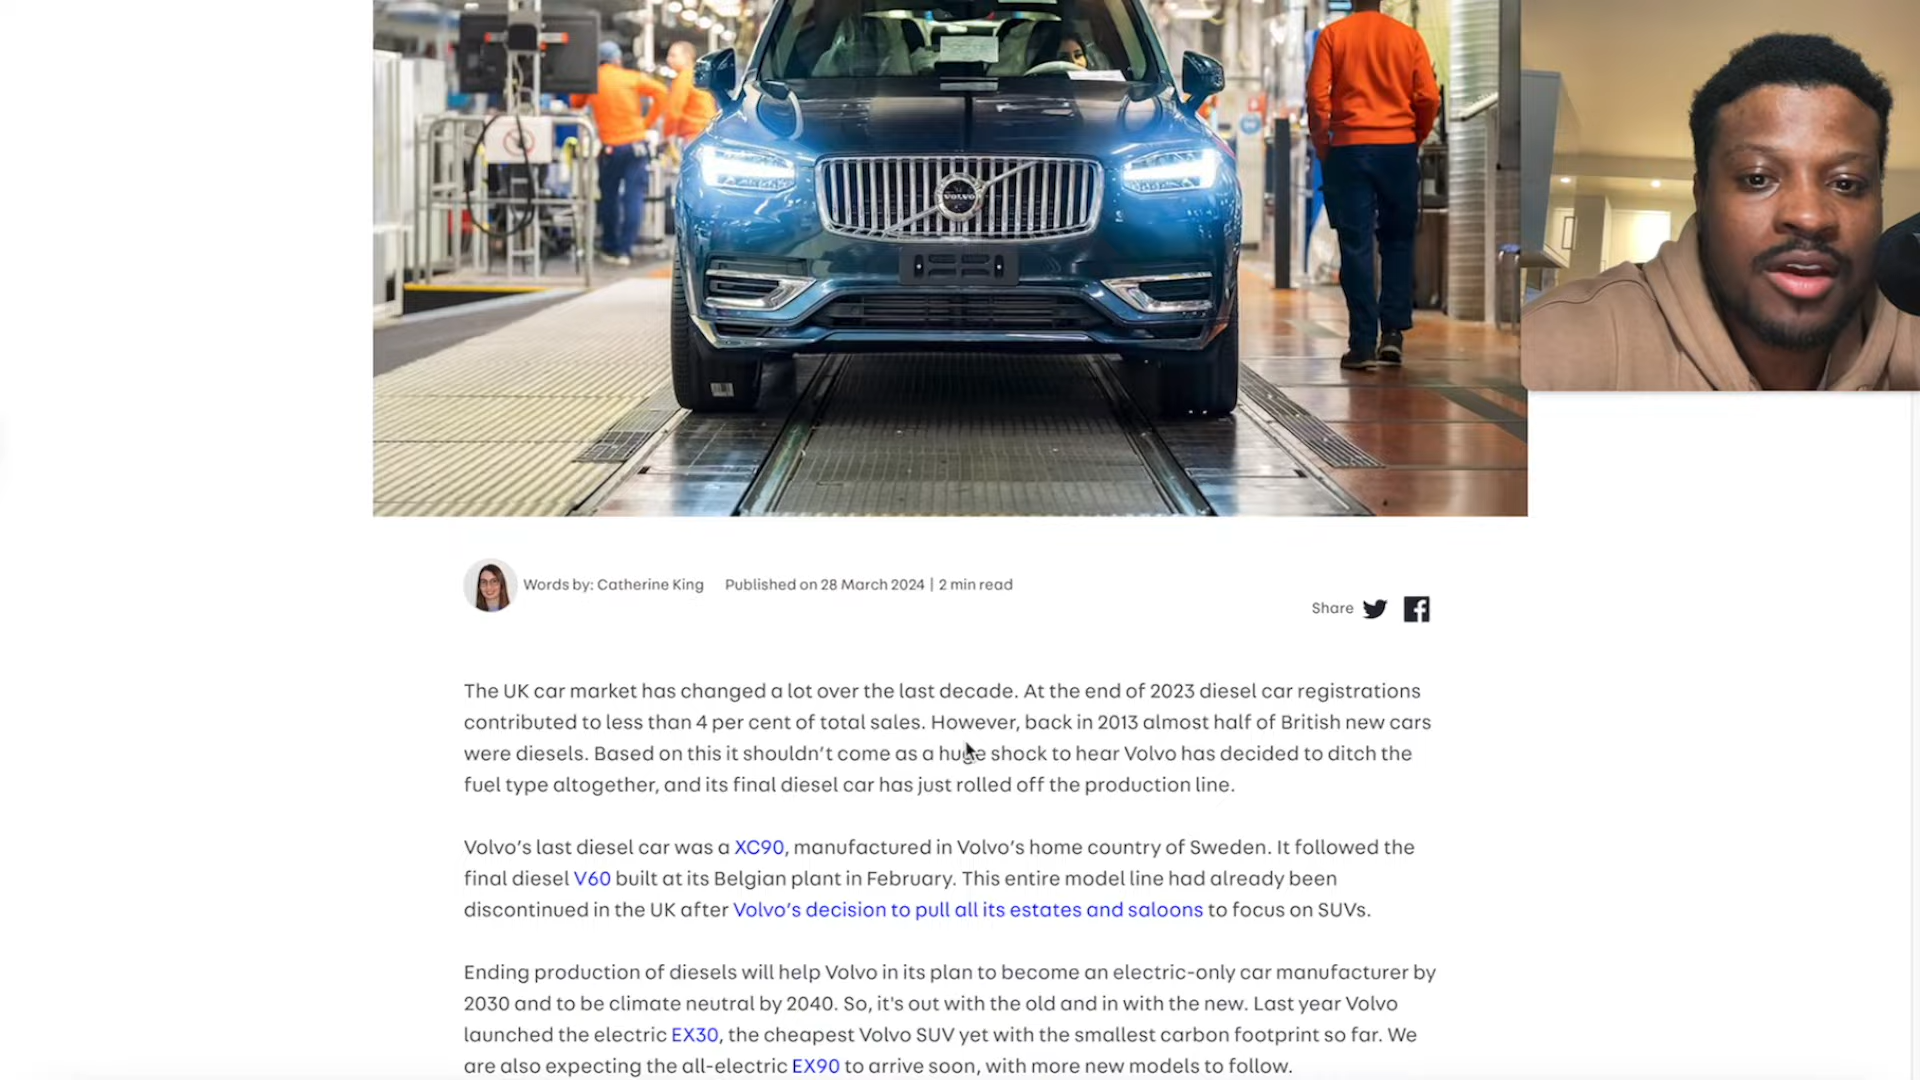 VOLVO
Words by: Catherine King Published on 28 March 2024 | 2 min read
Share
The UK car market has changed a lot over the last decade. At the end of 2023 diesel car registrations
contributed to less than 4 per cent of total sales. However, back in 2013 almost half of British new cars
were diesels. Based on this it shouldn't come as a huge shock to hear Volvo has decided to ditch the
fuel type altogether, and its final diesel car has just rolled off the production line.
Volvo's last diesel car was a XC90, manufactured in Volvo's home country of Sweden. It followed the
final diesel V60 built at its Belgian plant in February. This entire model line had already been
discontinued in the UK after Volvo's decision to pull all its estates and saloons to focus on SUVs.
Ending production of diesels will help Volvo in its plan to become an electric-only car manufacturer by
2030 and to be climate neutral by 2040. So, it's out with the old and in with the new. Last year Volvo
launched the electric EX30, the cheapest Volvo SUV yet with the smallest carbon footprint so far. We
are also expecting the all-electric EX90 to arrive soon, with more new models to follow.